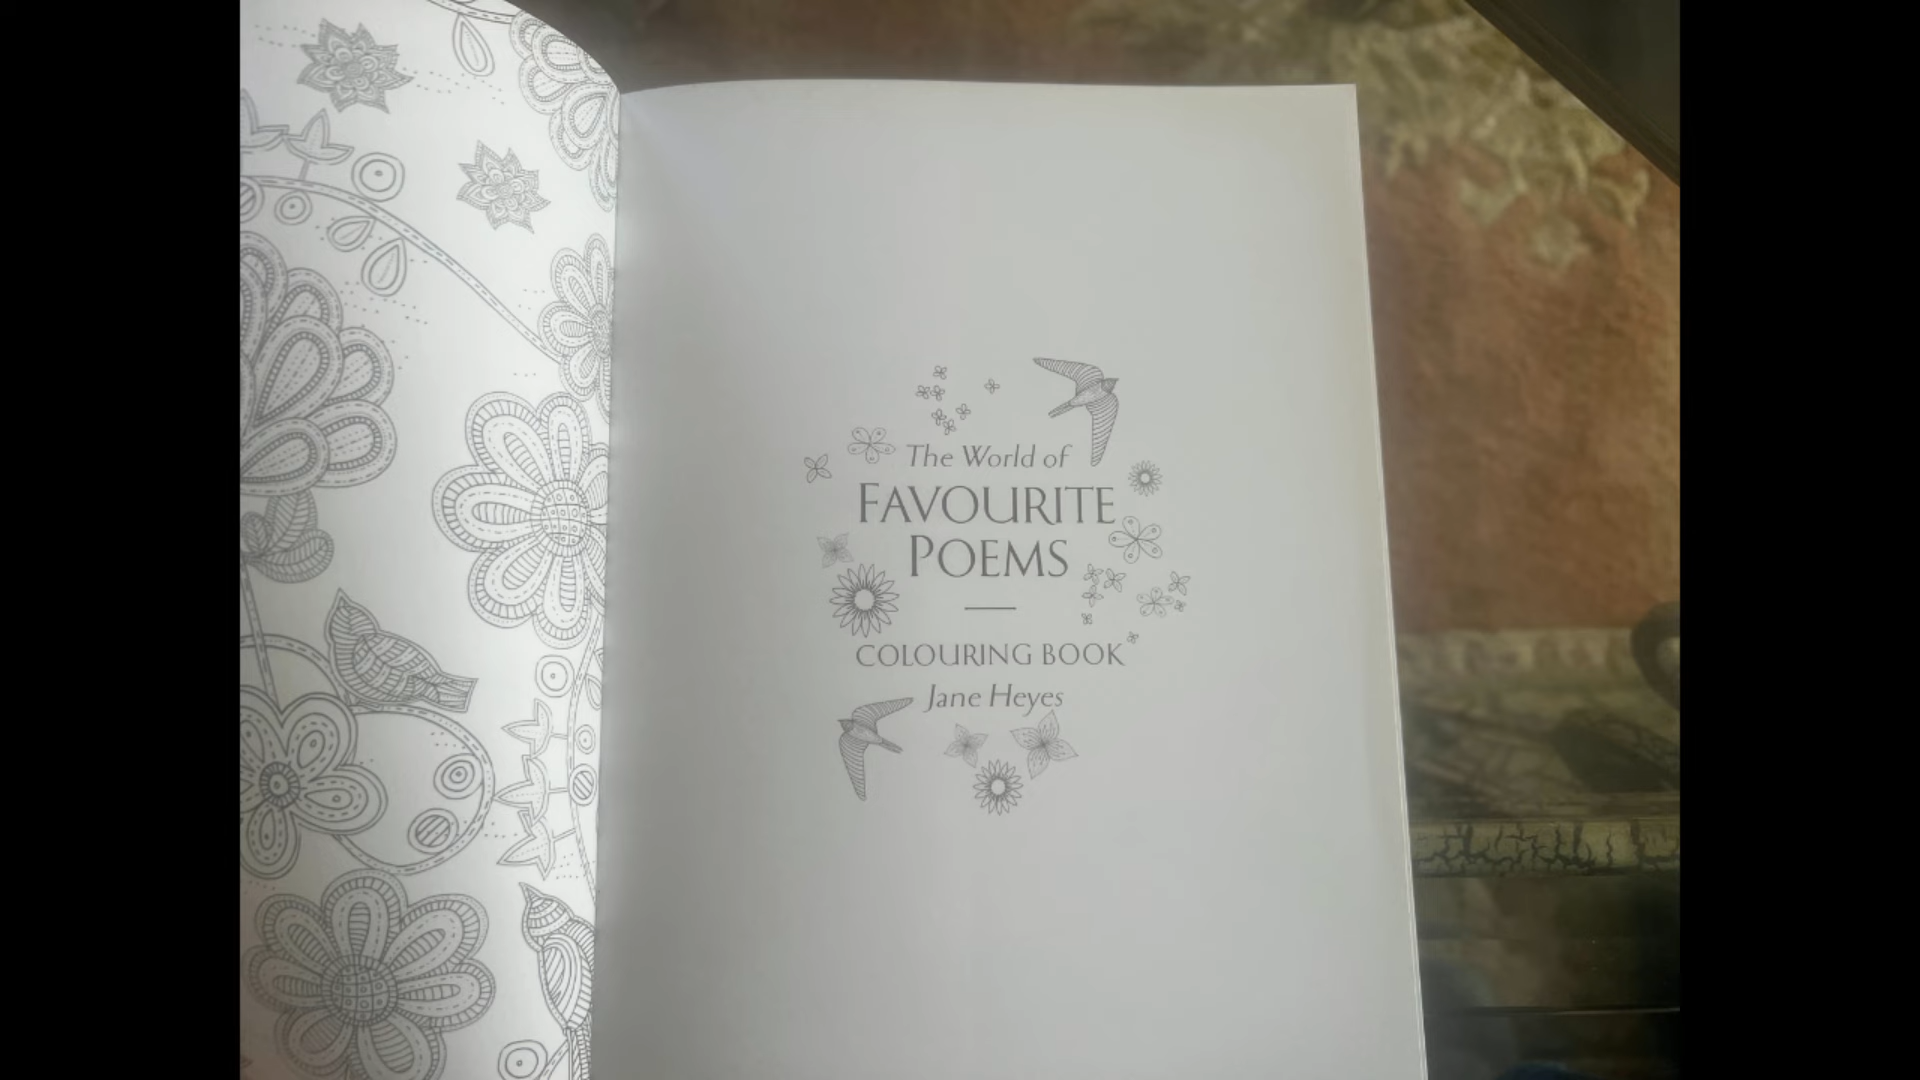 The World of
FAVOURITE
POEMS
COLOURING BOOK
Jane Heyes